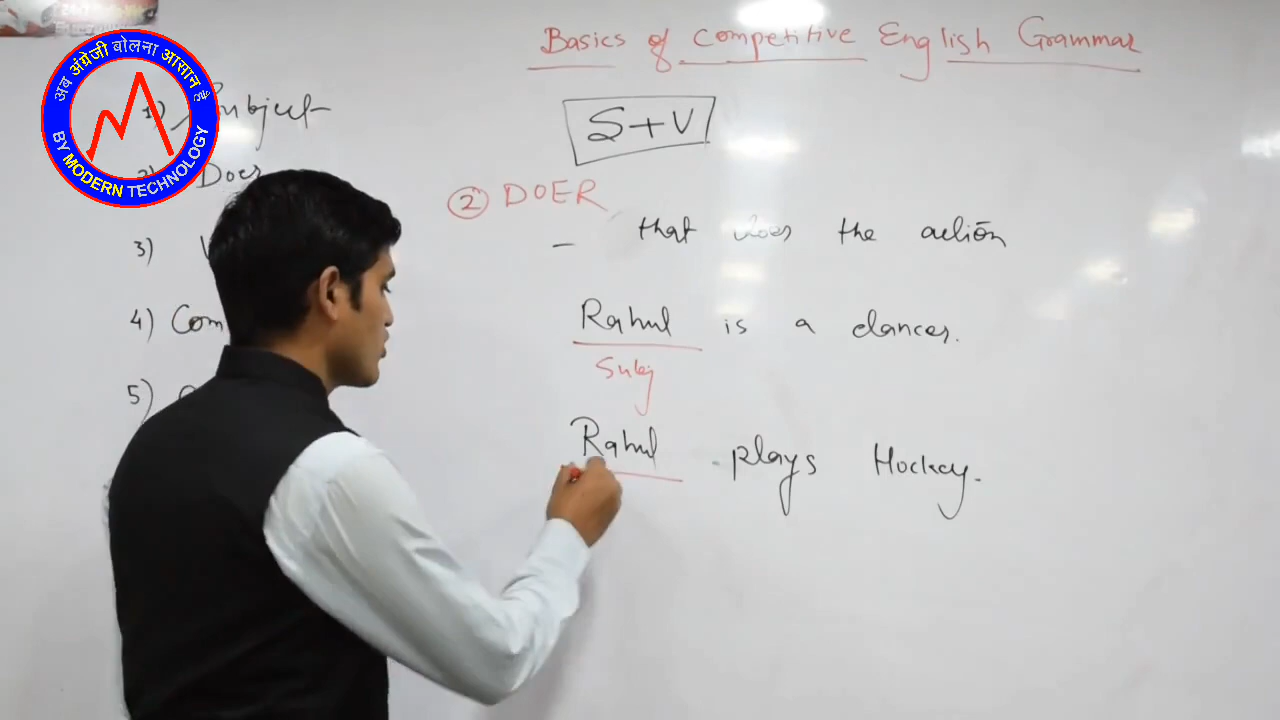 Basics of Competitive English Grammar
अब अंग्रेजी बोलना आसान है
BY MODERN TECHNOLOGY
1) Subject
2) Doer
3)
4) Com
5)
S+V
② DOER
- that does the action
Rahul is a dancer.
Subj
Rahul plays Hockey.